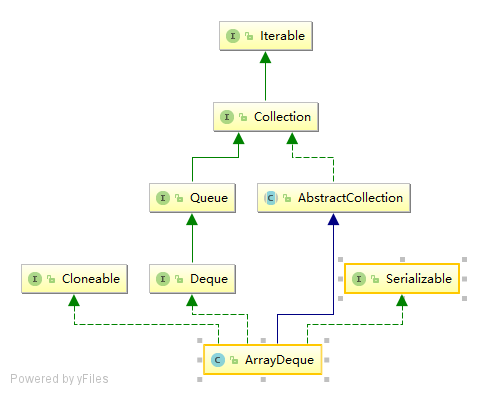 I Iterable
I Collection
I Queue
C AbstractCollection
I Cloneable
I Deque
I Serializable
C ArrayDeque
Powered by yFiles